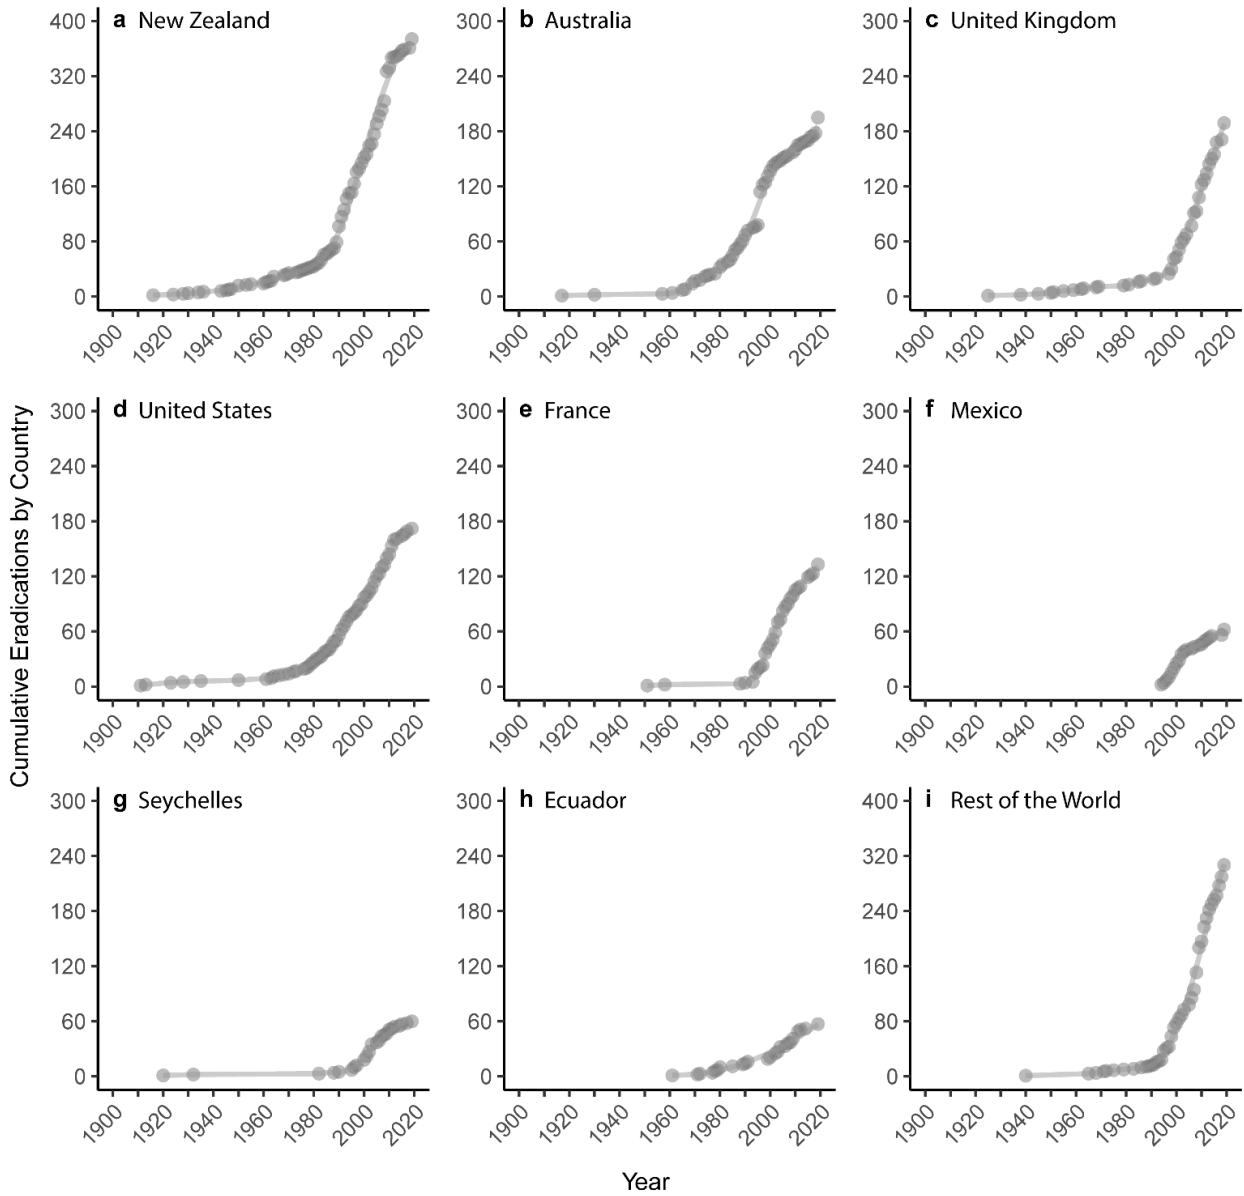 Cumulative Eradications by Country
a New Zealand
400
320
240
160
80
0
1900 1920 1940 1960 1980 2000 2020
b Australia
300
240
180
120
60
0
1900 1920 1940 1960 1980 2000 2020
c United Kingdom
300
240
180
120
60
0
1900 1920 1940 1960 1980 2000 2020
d United States
300
240
180
120
60
0
1900 1920 1940 1960 1980 2000 2020
e France
300
240
180
120
60
0
1900 1920 1940 1960 1980 2000 2020
f Mexico
300
240
180
120
60
0
1900 1920 1940 1960 1980 2000 2020
g Seychelles
300
240
180
120
60
0
1900 1920 1940 1960 1980 2000 2020
h Ecuador
300
240
180
120
60
0
1900 1920 1940 1960 1980 2000 2020
i Rest of the World
400
320
240
160
80
0
1900 1920 1940 1960 1980 2000 2020
Year